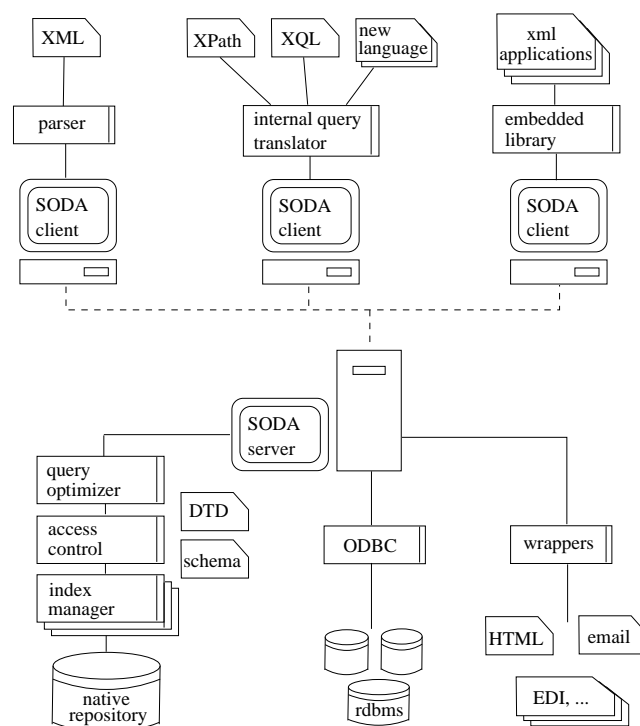 XML
XPath
XQL
new
language
xml
applications
parser
internal query
translator
embedded
library
SODA
client
SODA
client
SODA
client
SODA
server
query
optimizer
access
control
index
manager
DTD
schema
native
repository
ODBC
rdbms
wrappers
HTML
email
EDI, ...